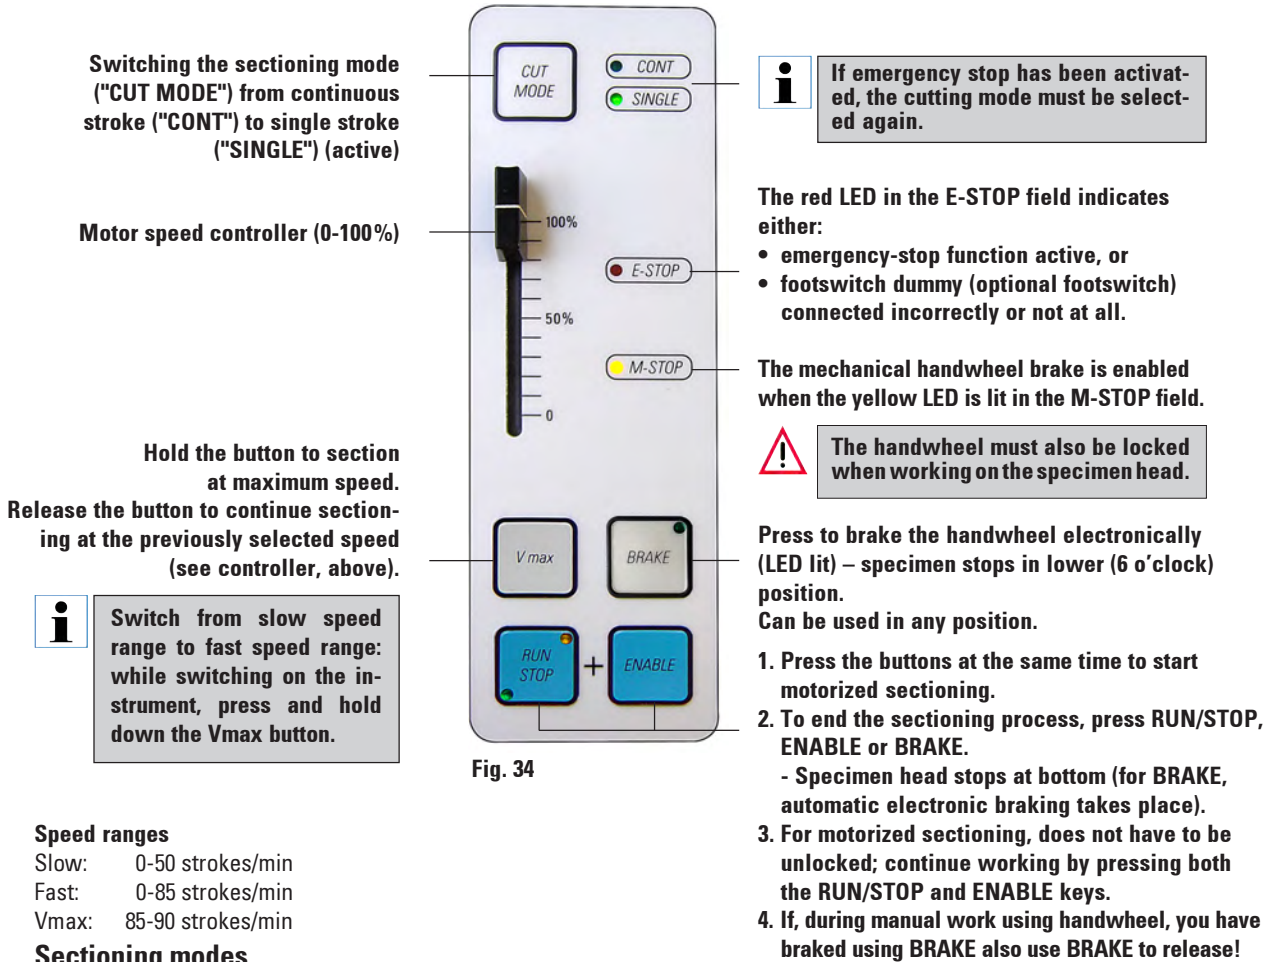 Switching the sectioning mode
("CUT MODE") from continuous
stroke ("CONT") to single stroke
("SINGLE") (active)
Motor speed controller (0-100%)
Hold the button to section
at maximum speed.
Release the button to continue section-
ing at the previously selected speed
(see controller, above).
i
Switch from slow speed
range to fast speed range:
while switching on the in-
strument, press and hold
down the Vmax button.
CUT
MODE
CONT
SINGLE
100%
E-STOP
50%
M-STOP
0
V max
BRAKE
RUN
STOP
+
ENABLE
Fig. 34
i
If emergency stop has been activat-
ed, the cutting mode must be select-
ed again.
The red LED in the E-STOP field indicates
either:
• emergency-stop function active, or
• footswitch dummy (optional footswitch)
connected incorrectly or not at all.
The mechanical handwheel brake is enabled
when the yellow LED is lit in the M-STOP field.
!
The handwheel must also be locked
when working on the specimen head.
Press to brake the handwheel electronically
(LED lit) – specimen stops in lower (6 o’clock)
position.
Can be used in any position.
1. Press the buttons at the same time to start
motorized sectioning.
2. To end the sectioning process, press RUN/STOP,
ENABLE or BRAKE.
- Specimen head stops at bottom (for BRAKE,
automatic electronic braking takes place).
3. For motorized sectioning, does not have to be
unlocked; continue working by pressing both
the RUN/STOP and ENABLE keys.
4. If, during manual work using handwheel, you have
braked using BRAKE also use BRAKE to release!
Speed ranges
Slow: 0-50 strokes/min
Fast: 0-85 strokes/min
Vmax: 85-90 strokes/min
Sectioning modes